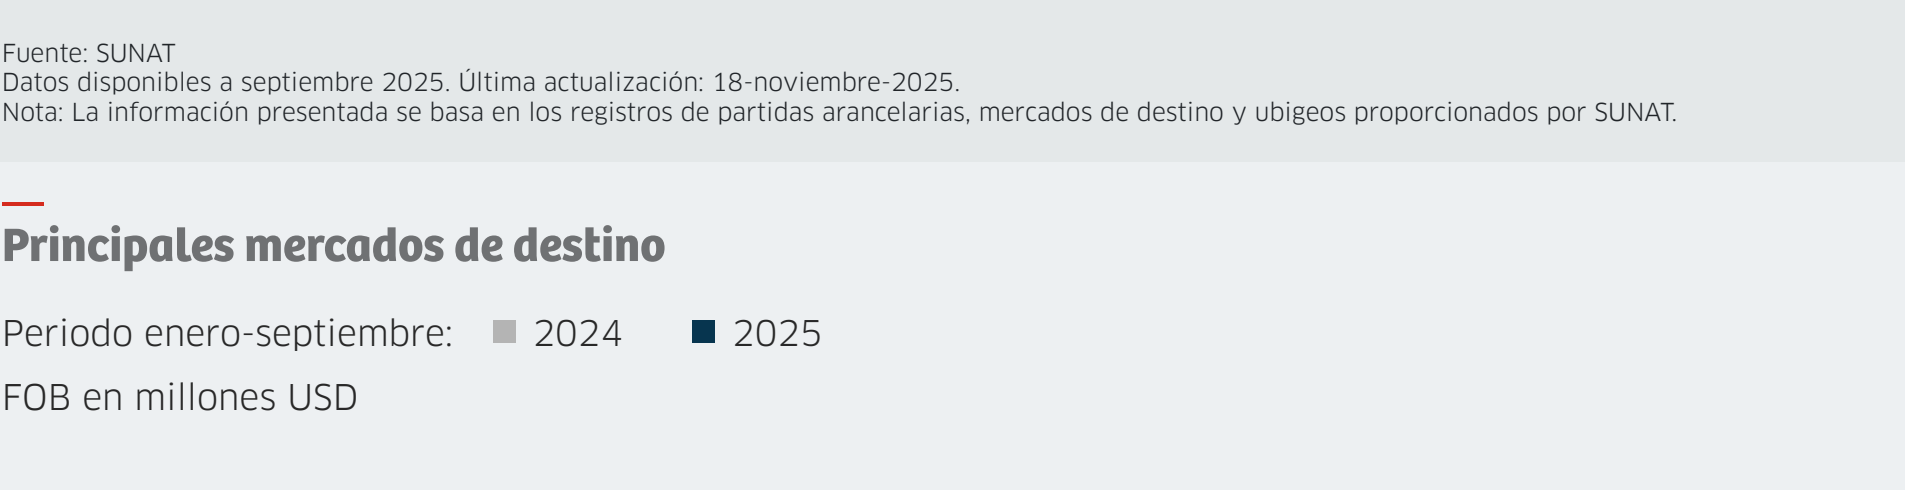 Fuente: SUNAT
Datos disponibles a septiembre 2025. Última actualización: 18-noviembre-2025.
Nota: La información presentada se basa en los registros de partidas arancelarias, mercados de destino y ubigeos proporcionados por SUNAT.
Principales mercados de destino
Periodo enero-septiembre: 2024 2025
FOB en millones USD